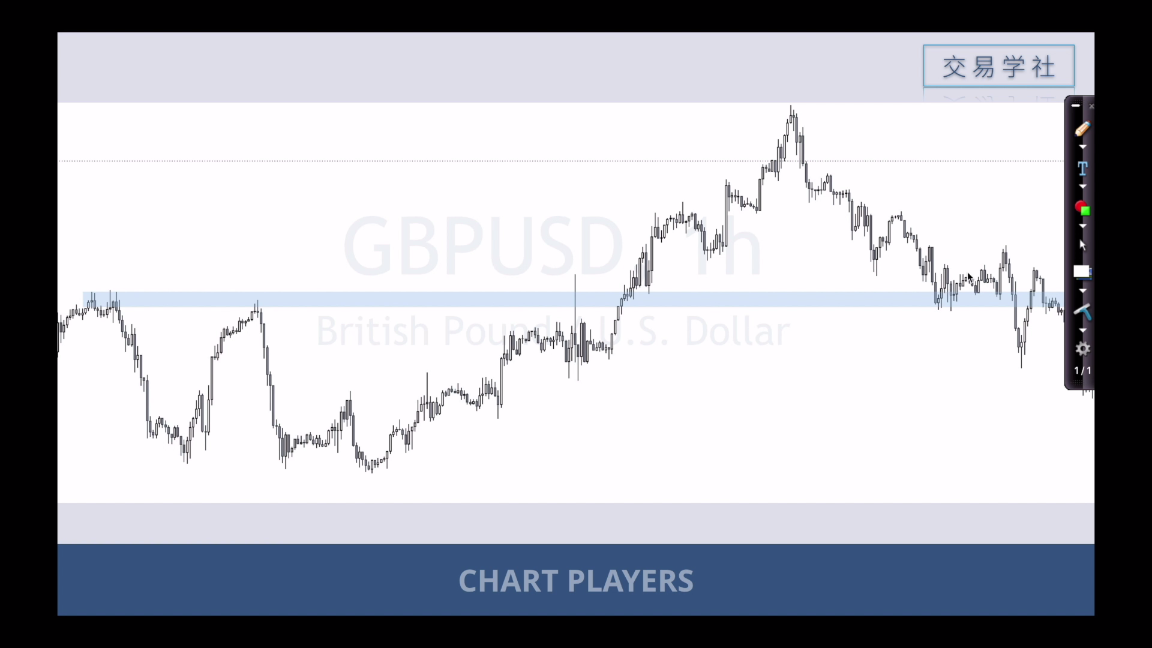 交易学社
T
GBPUSD, 1h
British Pound / U.S. Dollar
1/1
CHART PLAYERS